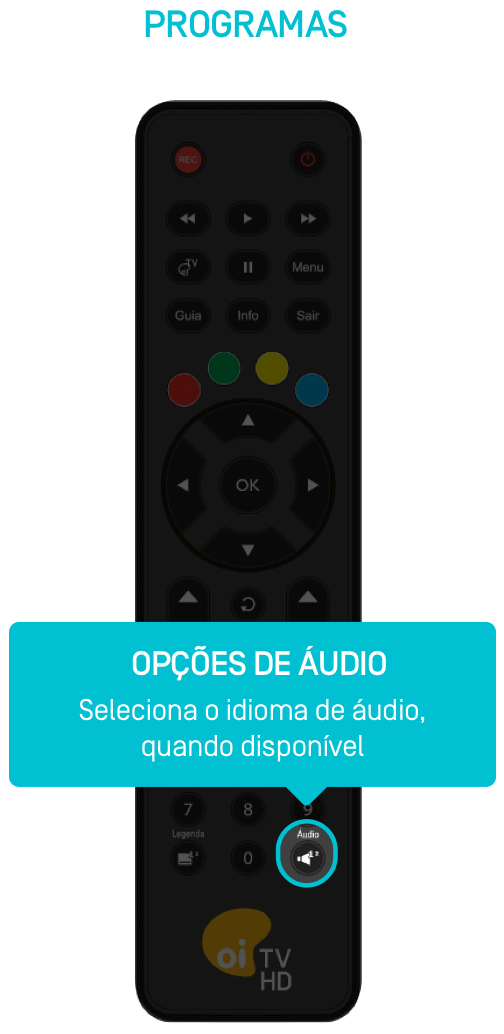 PROGRAMAS
REC
TV
Menu
Guia
Info
Sair
OK
OPÇÕES DE ÁUDIO
Seleciona o idioma de áudio,
quando disponível
7
8
9
Legenda
Áudio
0
oi TV
HD